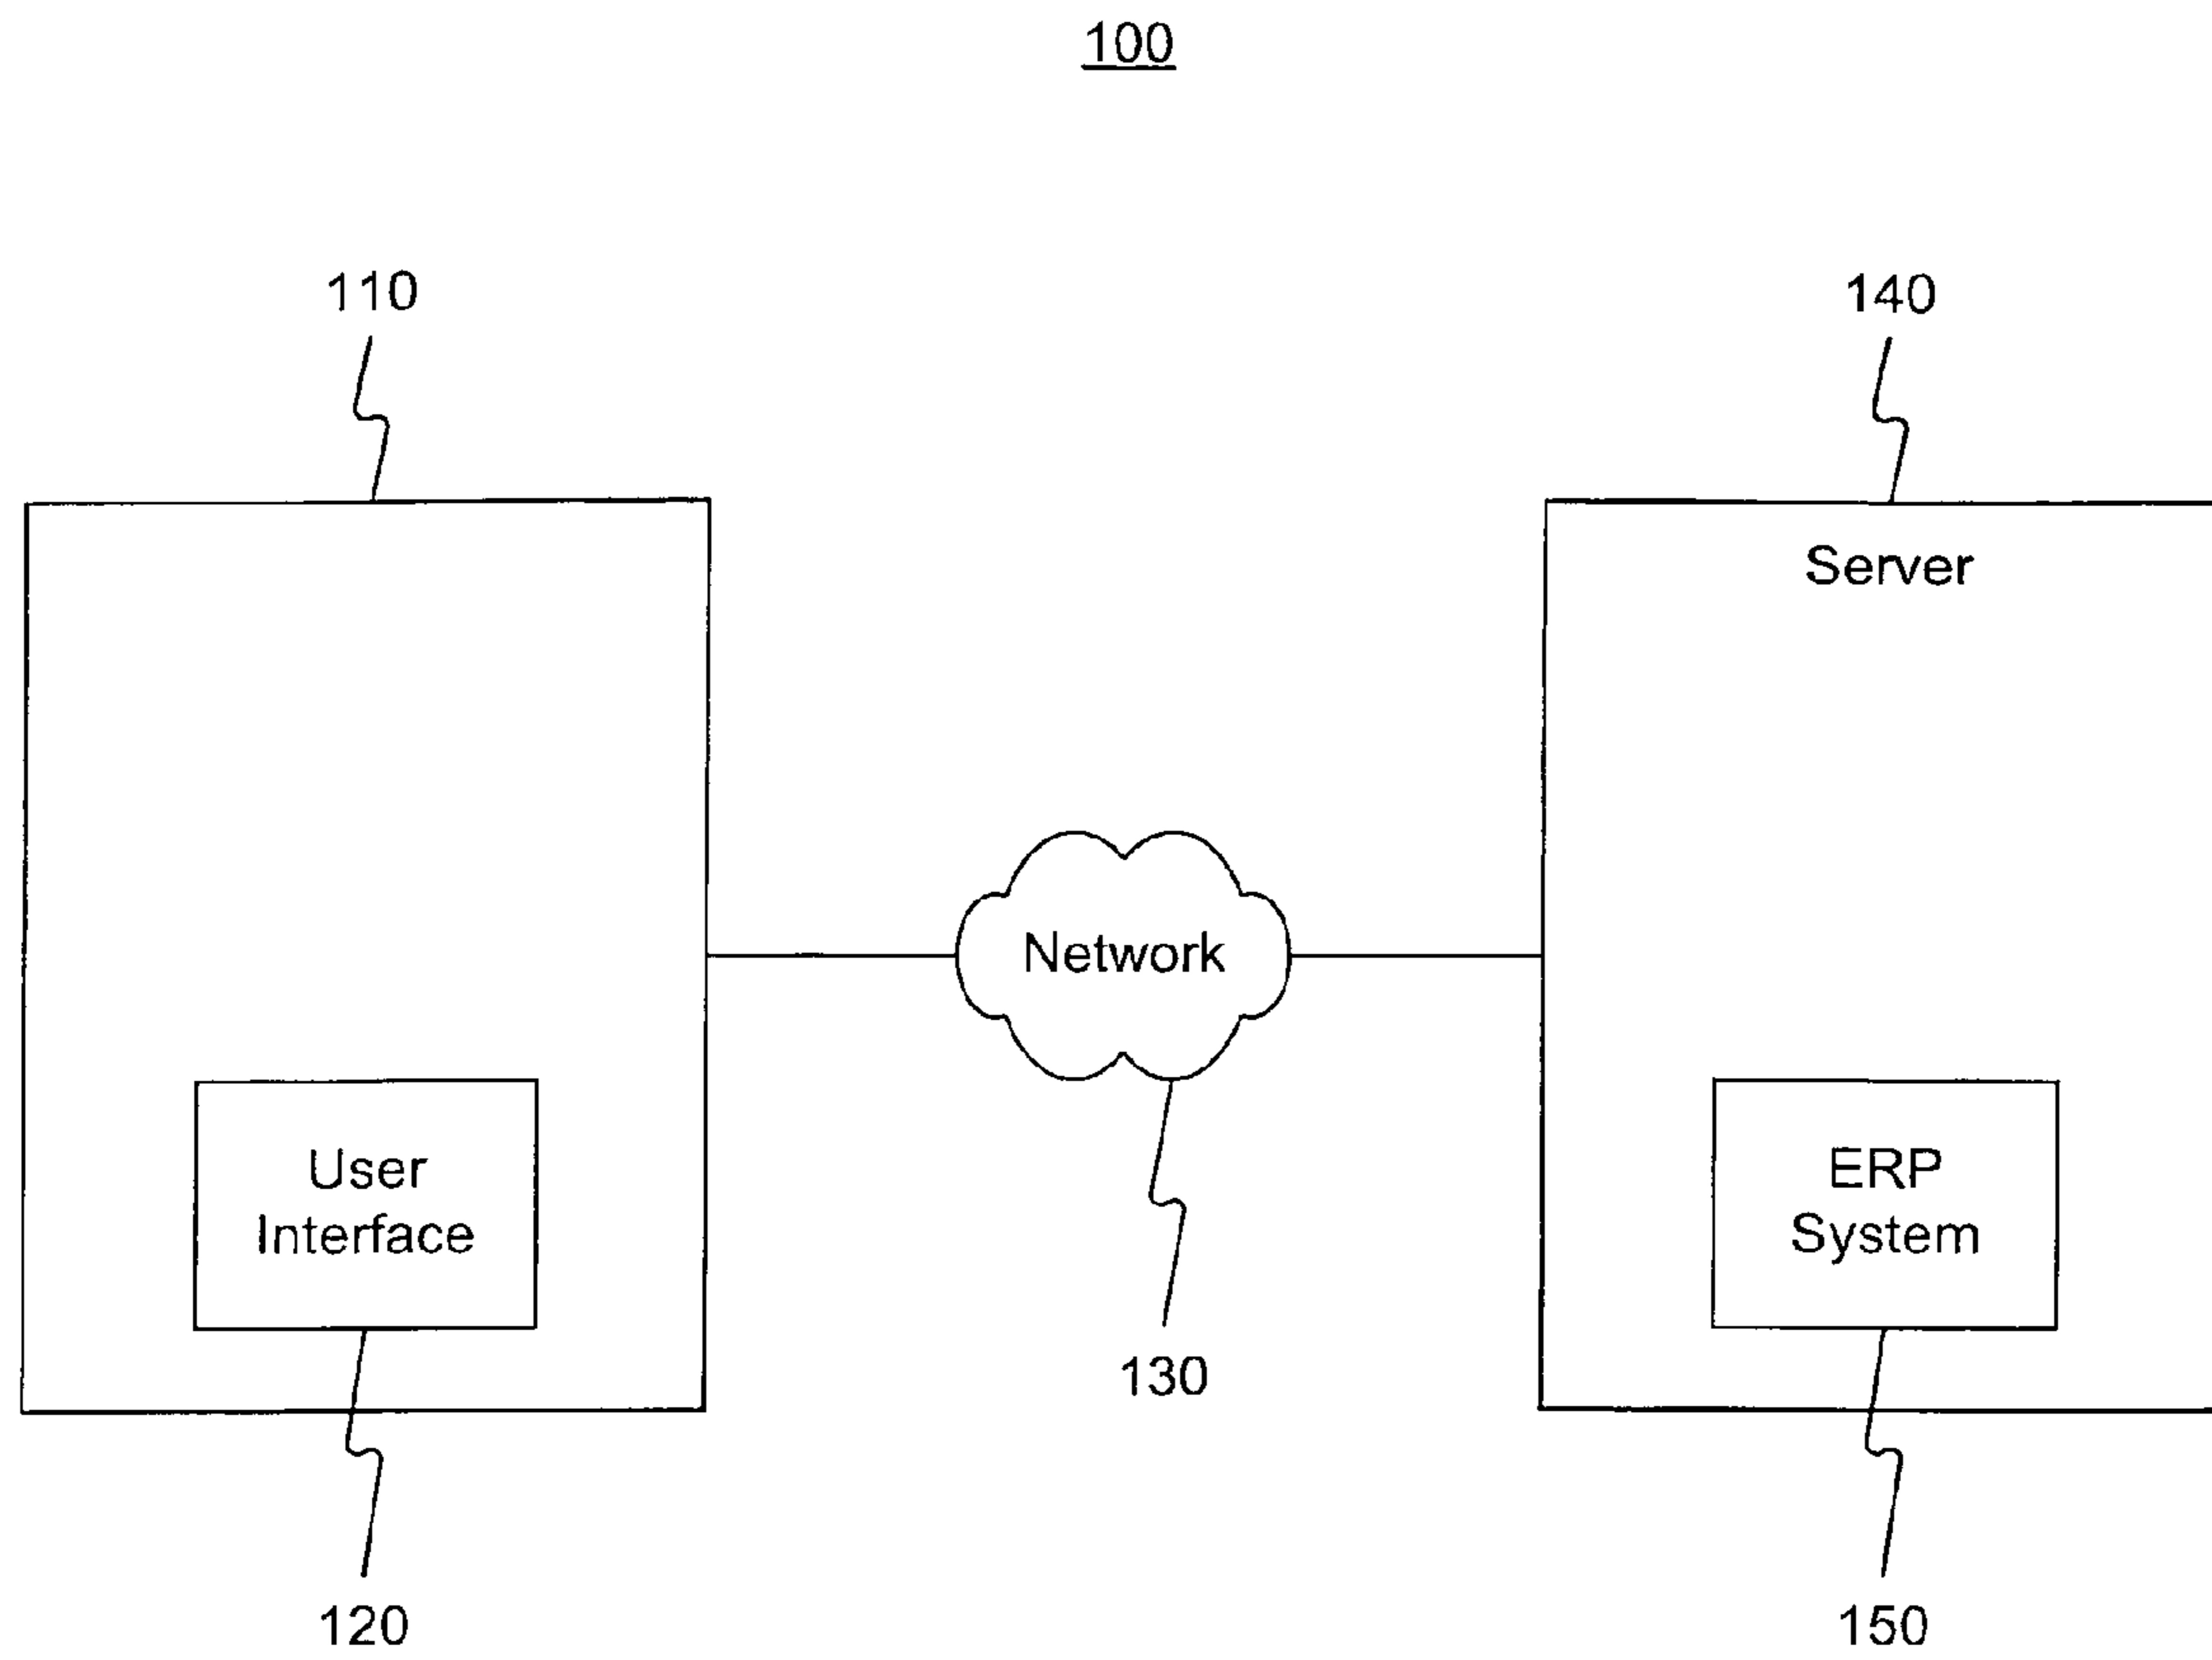 100
110
140
Server
Network
User
Interface
ERP
System
130
120
150